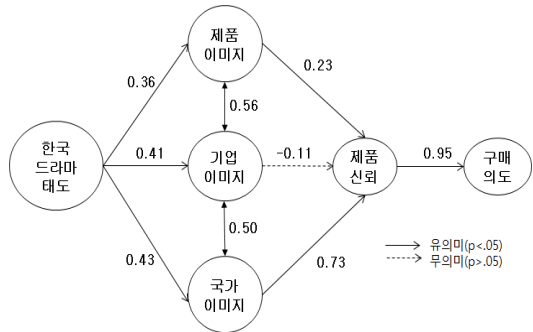 제품
이미지
0.36
0.23
0.56
한국
드라마
태도
0.41
기업
이미지
-0.11
제품
신뢰
0.95
구매
의도
0.50
0.43
0.73
국가
이미지
유의미(p<.05)
무의미(p>.05)